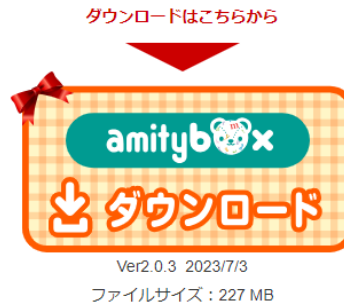 ダウンロードはこちらから
amitybox
ダウンロード
Ver2.0.3 2023/7/3
ファイルサイズ：227 MB